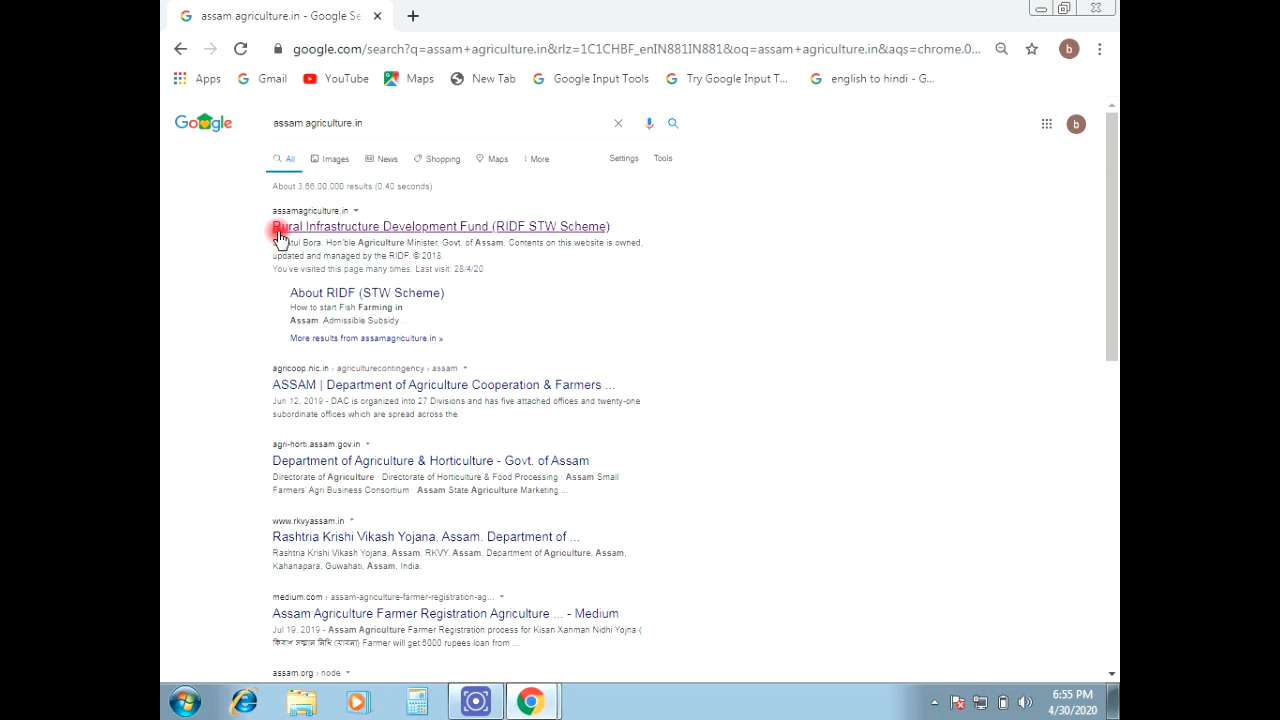 assam agriculture.in - Google Se
google.com/search?q=assam+agriculture.in&rlz=1C1CHBF_enIN881IN881&oq=assam+agriculture.in&aqs=chrome.0...
b
Apps
Gmail
YouTube
Maps
New Tab
Google Input Tools
Try Google Input T...
english to hindi - G...
Google
assam agriculture.in
b
All
Images
News
Shopping
Maps
More
Settings
Tools
About 3,66,00,000 results (0.40 seconds)
assamagriculture.in
Rural Infrastructure Development Fund (RIDF STW Scheme)
Bora. Hon'ble Agriculture Minister. Govt. of Assam. Contents on this website is owned,
updated and managed by the RIDF. © 2018.
You've visited this page many times. Last visit: 28/4/20
About RIDF (STW Scheme)
How to start Fish Farming in
Assam. Admissible Subsidy ...
More results from assamagriculture.in »
agricoop.nic.in › agriculturecontingency › assam
ASSAM | Department of Agriculture Cooperation & Farmers ...
Jun 12, 2019 - DAC is organized into 27 Divisions and has five attached offices and twenty-one
subordinate offices which are spread across the.
agri-horti.assam.gov.in
Department of Agriculture & Horticulture - Govt. of Assam
Directorate of Agriculture · Directorate of Horticulture & Food Processing · Assam Small
Farmers' Agri Business Consortium · Assam State Agriculture Marketing ...
www.rkvyassam.in
Rashtria Krishi Vikash Yojana, Assam. Department of ...
Rashtria Krishi Vikash Yojana, Assam, RKVY, Assam, Department of Agriculture, Assam,
Kahanapara, Guwahati, Assam, India.
medium.com › assam-agriculture-farmer-registration-ag...
Assam Agriculture Farmer Registration Agriculture ... - Medium
Jul 19, 2019 - Assam Agriculture Farmer Registration process for Kisan Xanman Nidhi Yojna (
কিষাণ সন্মান নিধি যোজনা) Farmer will get 6000 rupees loan from ...
assam.org › node
6:55 PM
4/30/2020